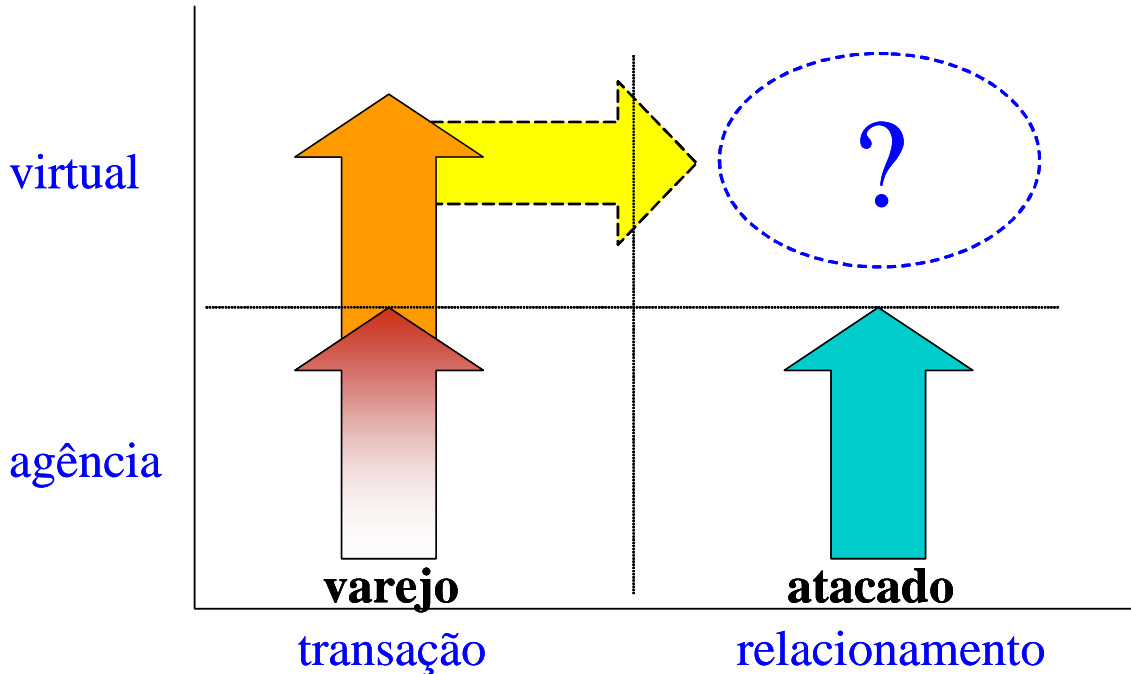 ?
virtual
agência
varejo
atacado
transação
relacionamento